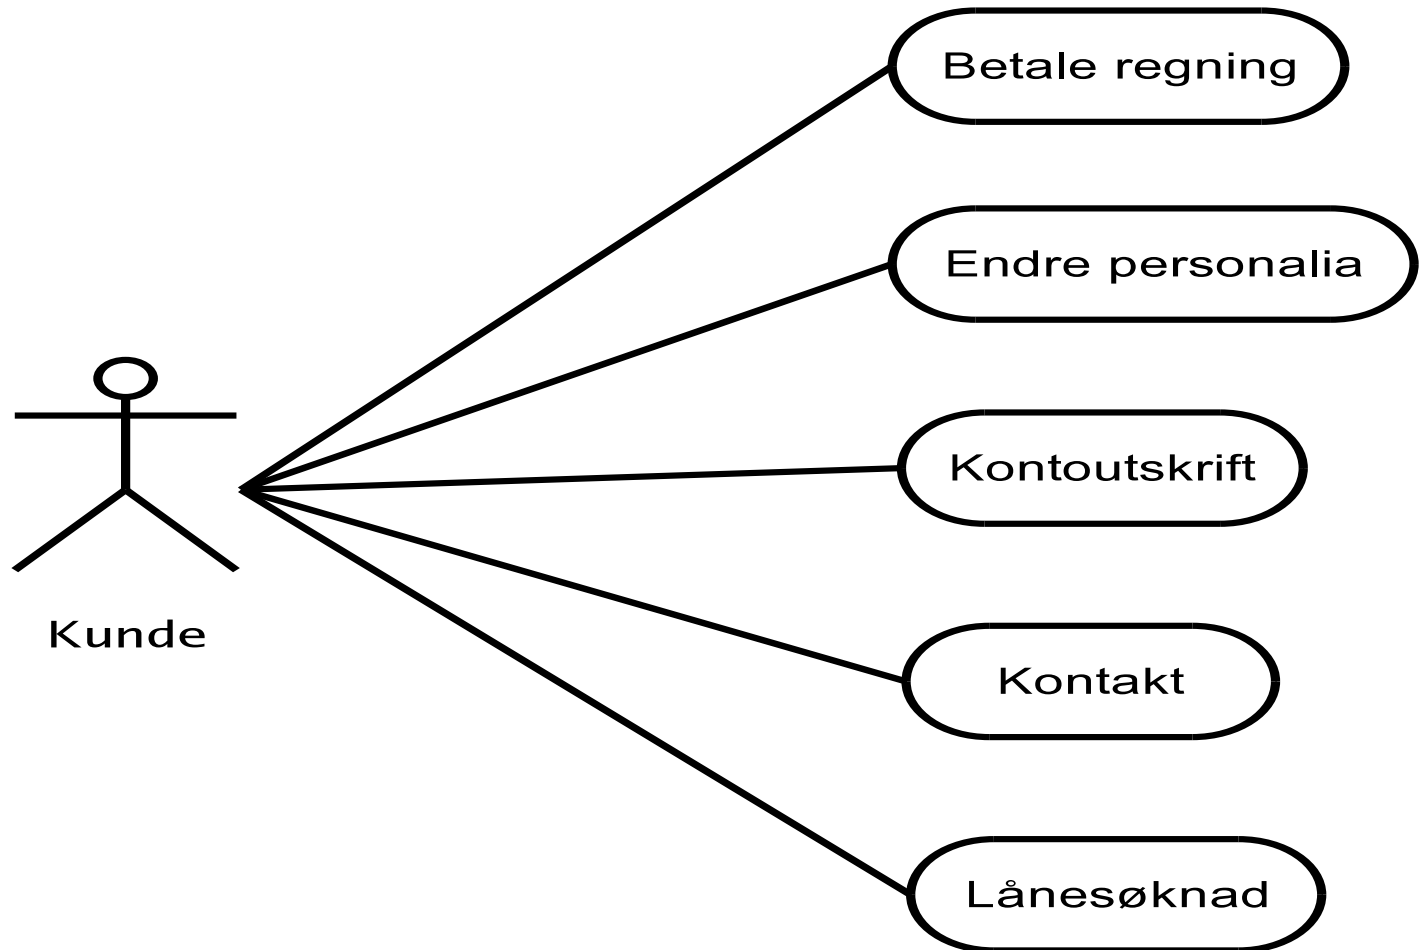 Betale regning
Endre personalia
Kontoutskrift
Kunde
Kontakt
Lånesøknad